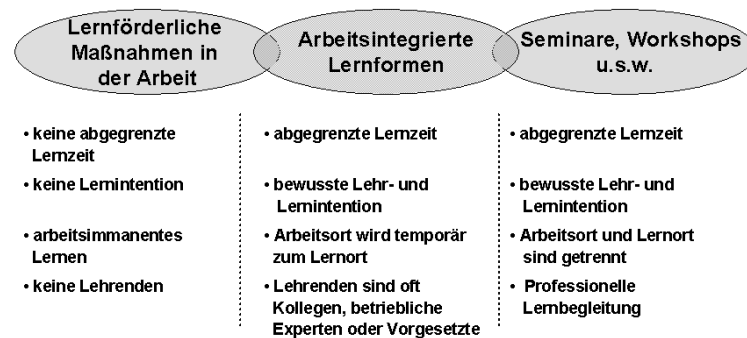 Lernförderliche
Maßnahmen in
der Arbeit
Arbeitsintegrierte
Lernformen
Seminare, Workshops
u.s.w.
• keine abgegrenzte
Lernzeit
• keine Lernintention
• arbeitsimmanentes
Lernen
• keine Lehrenden
• abgegrenzte Lernzeit
• bewusste Lehr- und
Lernintention
• Arbeitsort wird temporär
zum Lernort
• Lehrenden sind oft
Kollegen, betriebliche
Experten oder Vorgesetzte
• abgegrenzte Lernzeit
• bewusste Lehr- und
Lernintention
• Arbeitsort und Lernort
sind getrennt
• Professionelle
Lernbegleitung